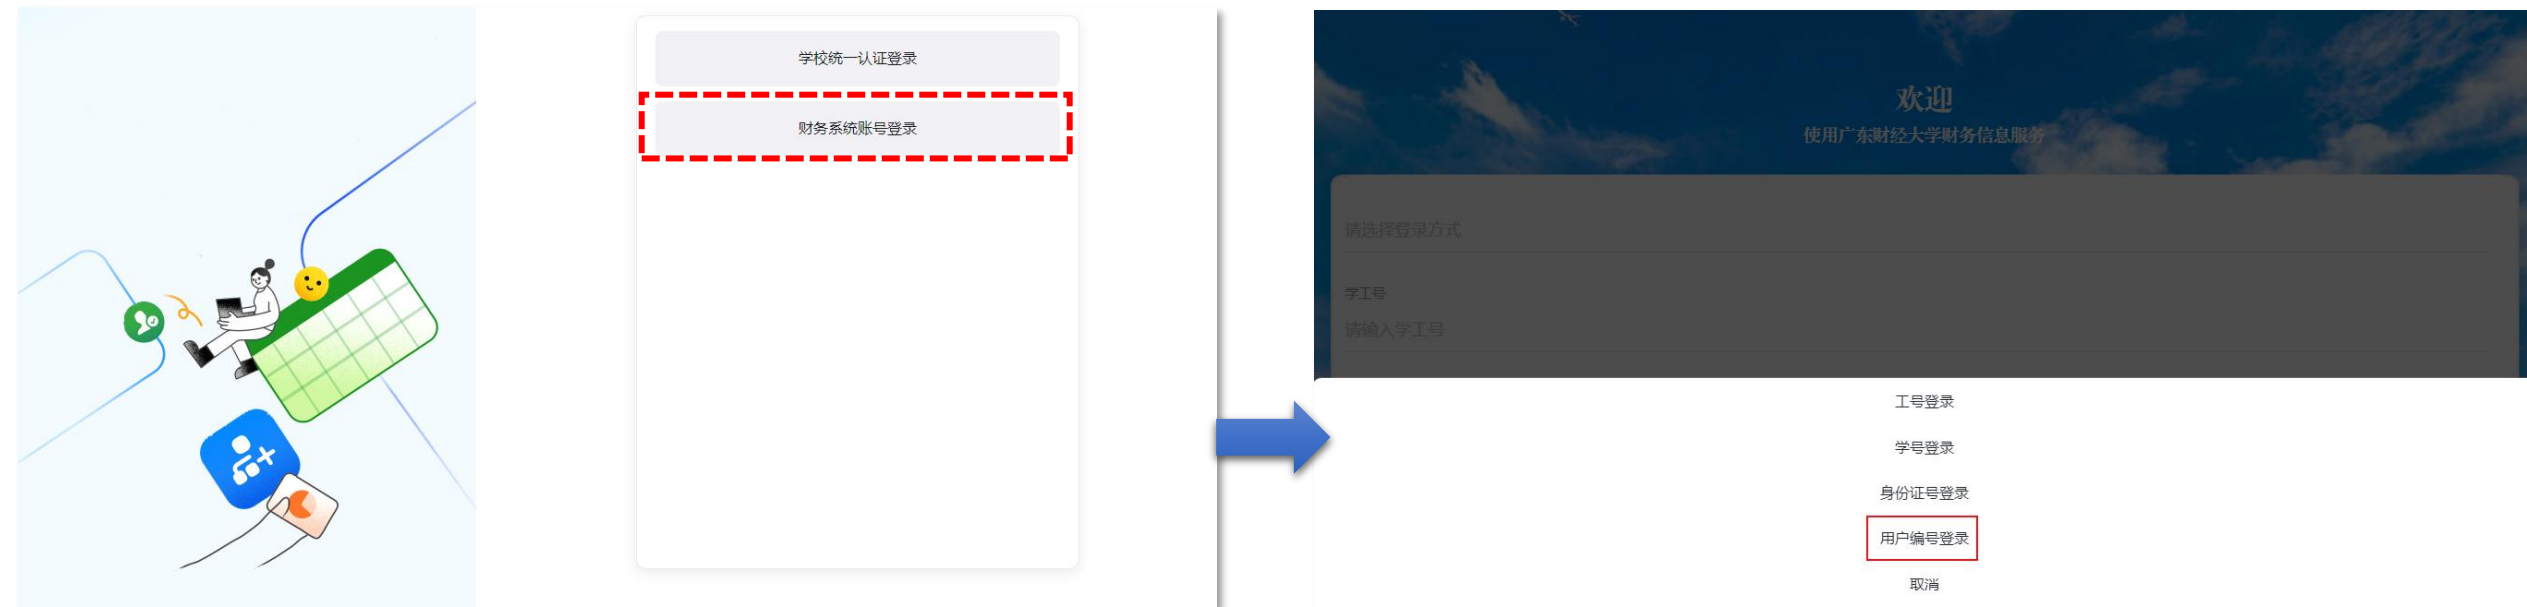 学校统一认证登录
财务系统账号登录
欢迎
使用广东财经大学财务信息服务
请选择登录方式
学工号
请输入学工号
工号登录
学号登录
身份证号登录
用户编号登录
取消